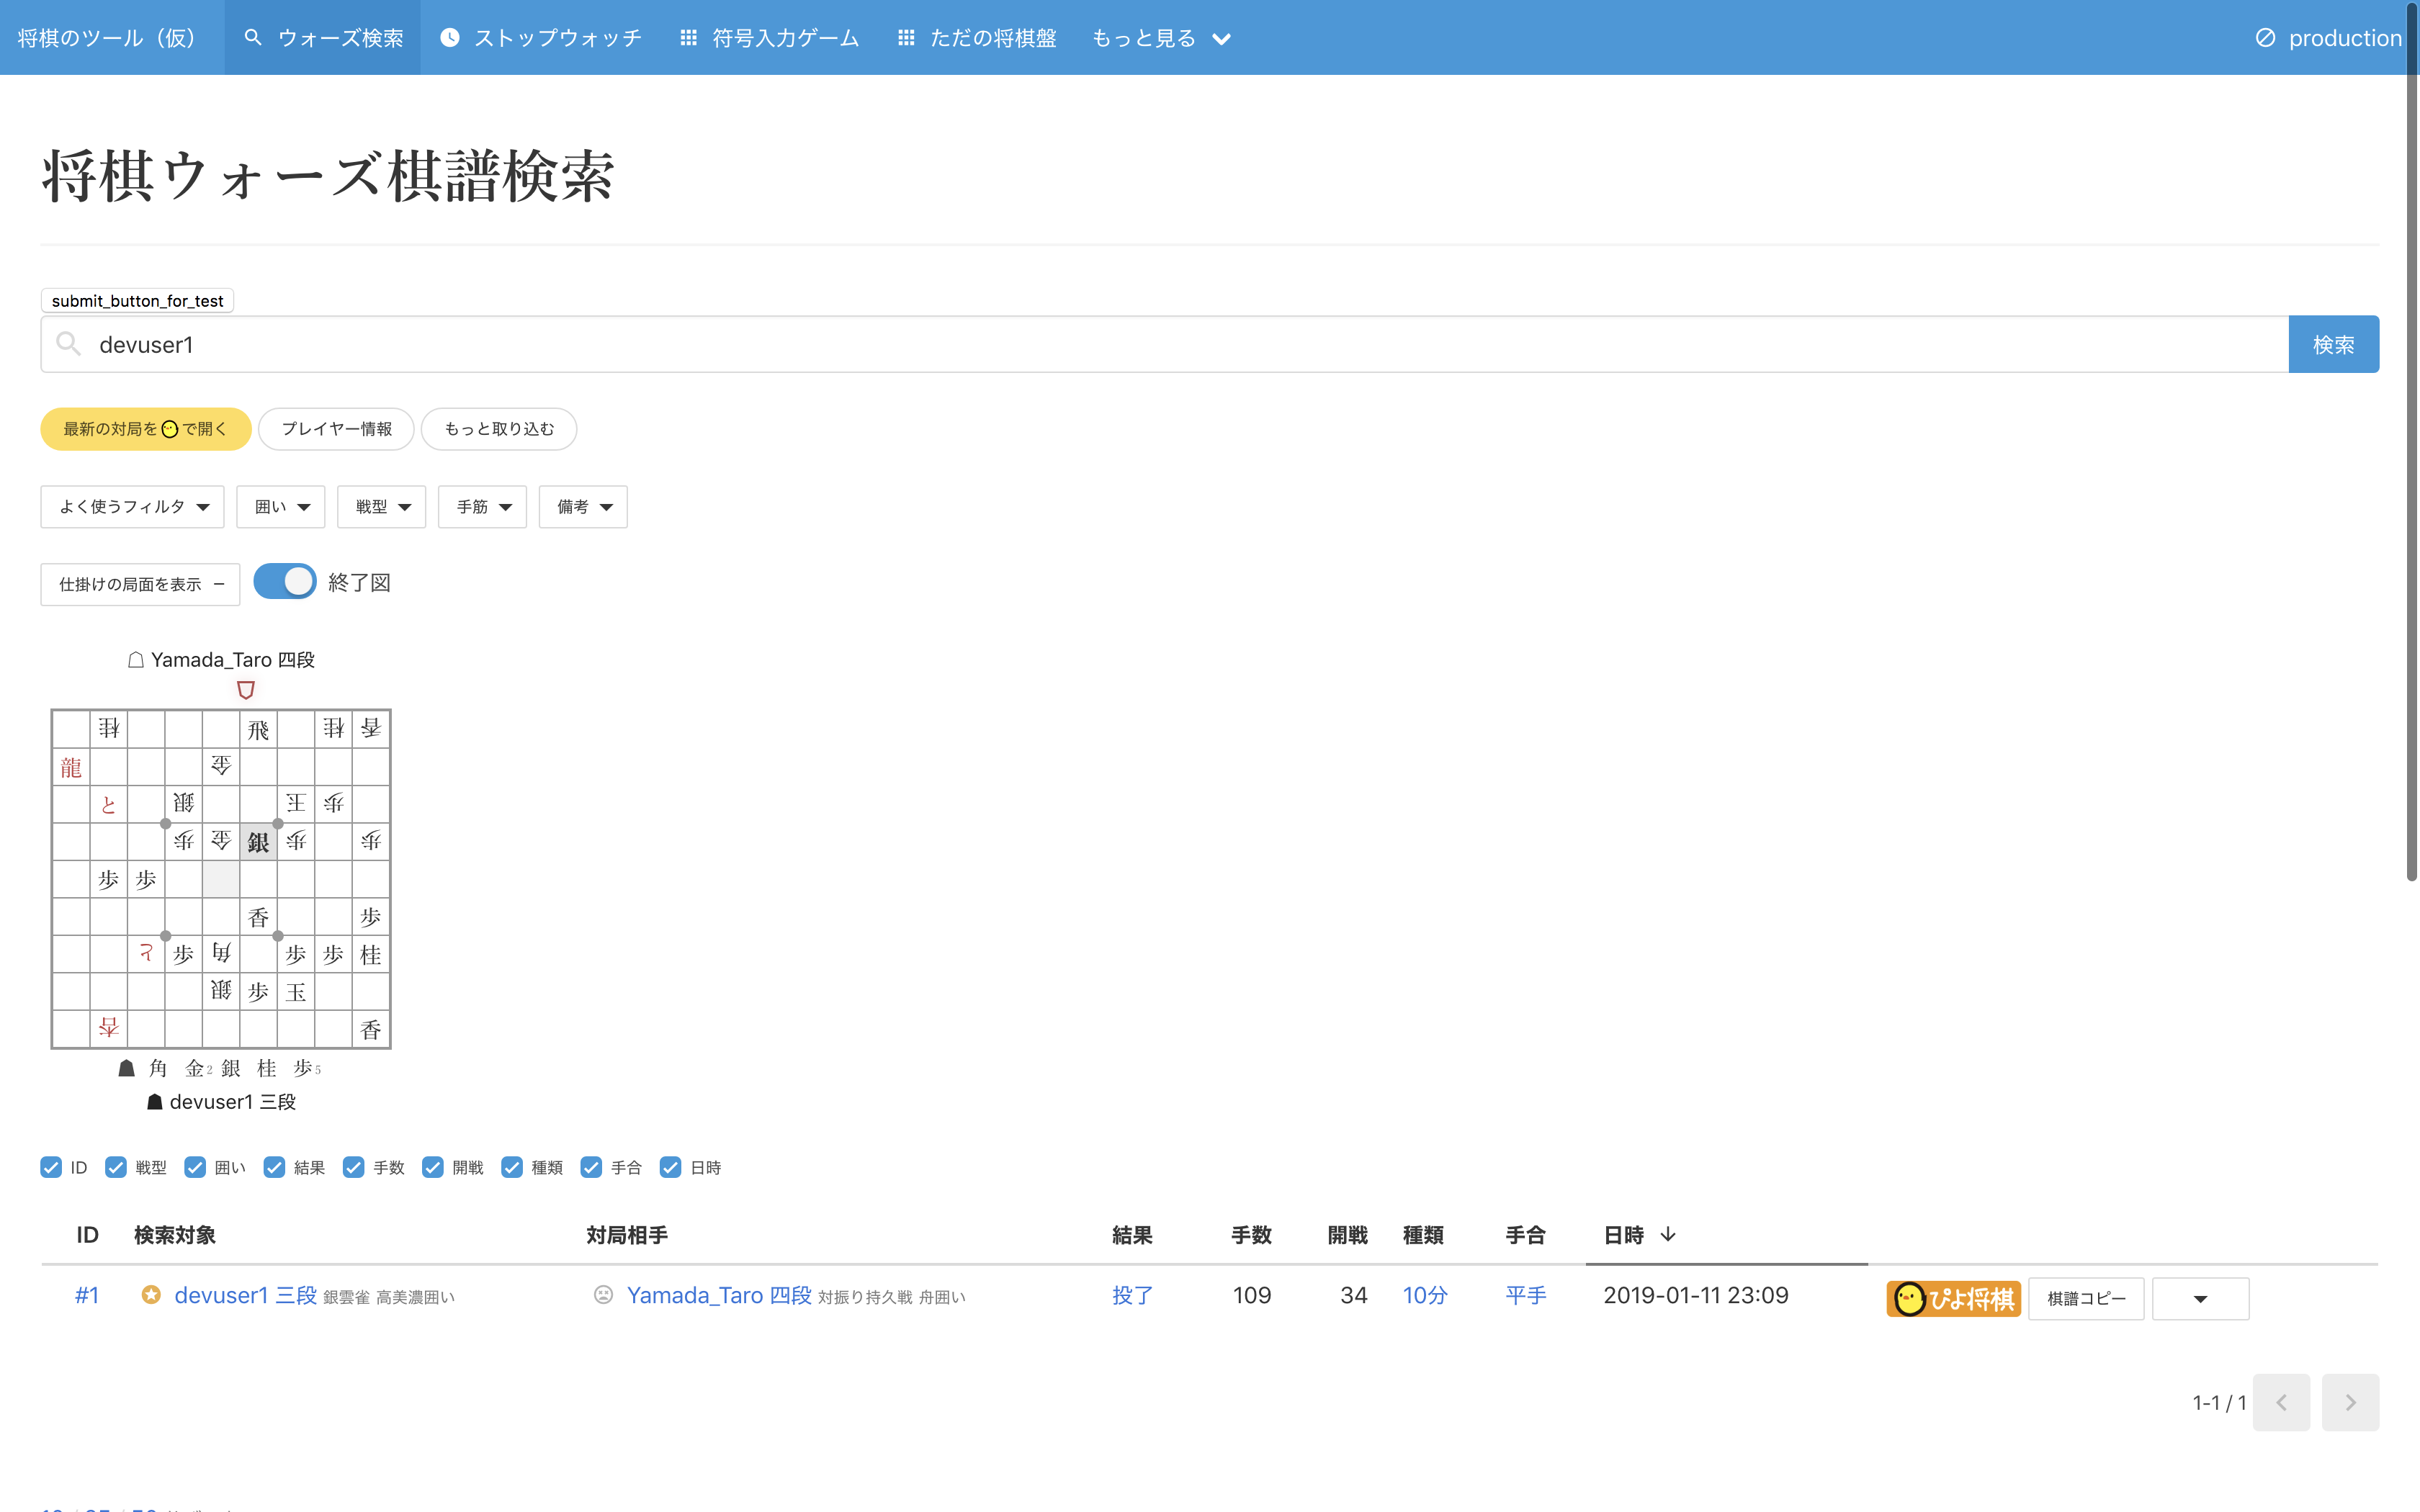 将棋のツール（仮） ウォーズ検索 ストップウォッチ 符号入力ゲーム ただの将棋盤 もっと見る production
将棋ウォーズ棋譜検索
submit_button_for_test
devuser1 検索
最新の対局を で開く プレイヤー情報 もっと取り込む
よく使うフィルタ 囲い 戦型 手筋 備考
仕掛けの局面を表示 終了図
Yamada_Taro 四段
桂 飛 桂 香
龍 金
と 銀 王 歩
歩 金 銀 歩 歩
歩 歩
香 歩
と 歩 角 歩 歩 桂
銀 歩 玉
杏 香
角 金2 銀 桂 歩5
devuser1 三段
ID 戦型 囲い 結果 手数 開戦 種類 手合 日時
ID 検索対象 対局相手 結果 手数 開戦 種類 手合 日時
#1 devuser1 三段 銀雲雀 高美濃囲い Yamada_Taro 四段 対振り持久戦 舟囲い 投了 109 34 10分 平手 2019-01-11 23:09 ぴよ将棋 棋譜コピー
1-1 / 1